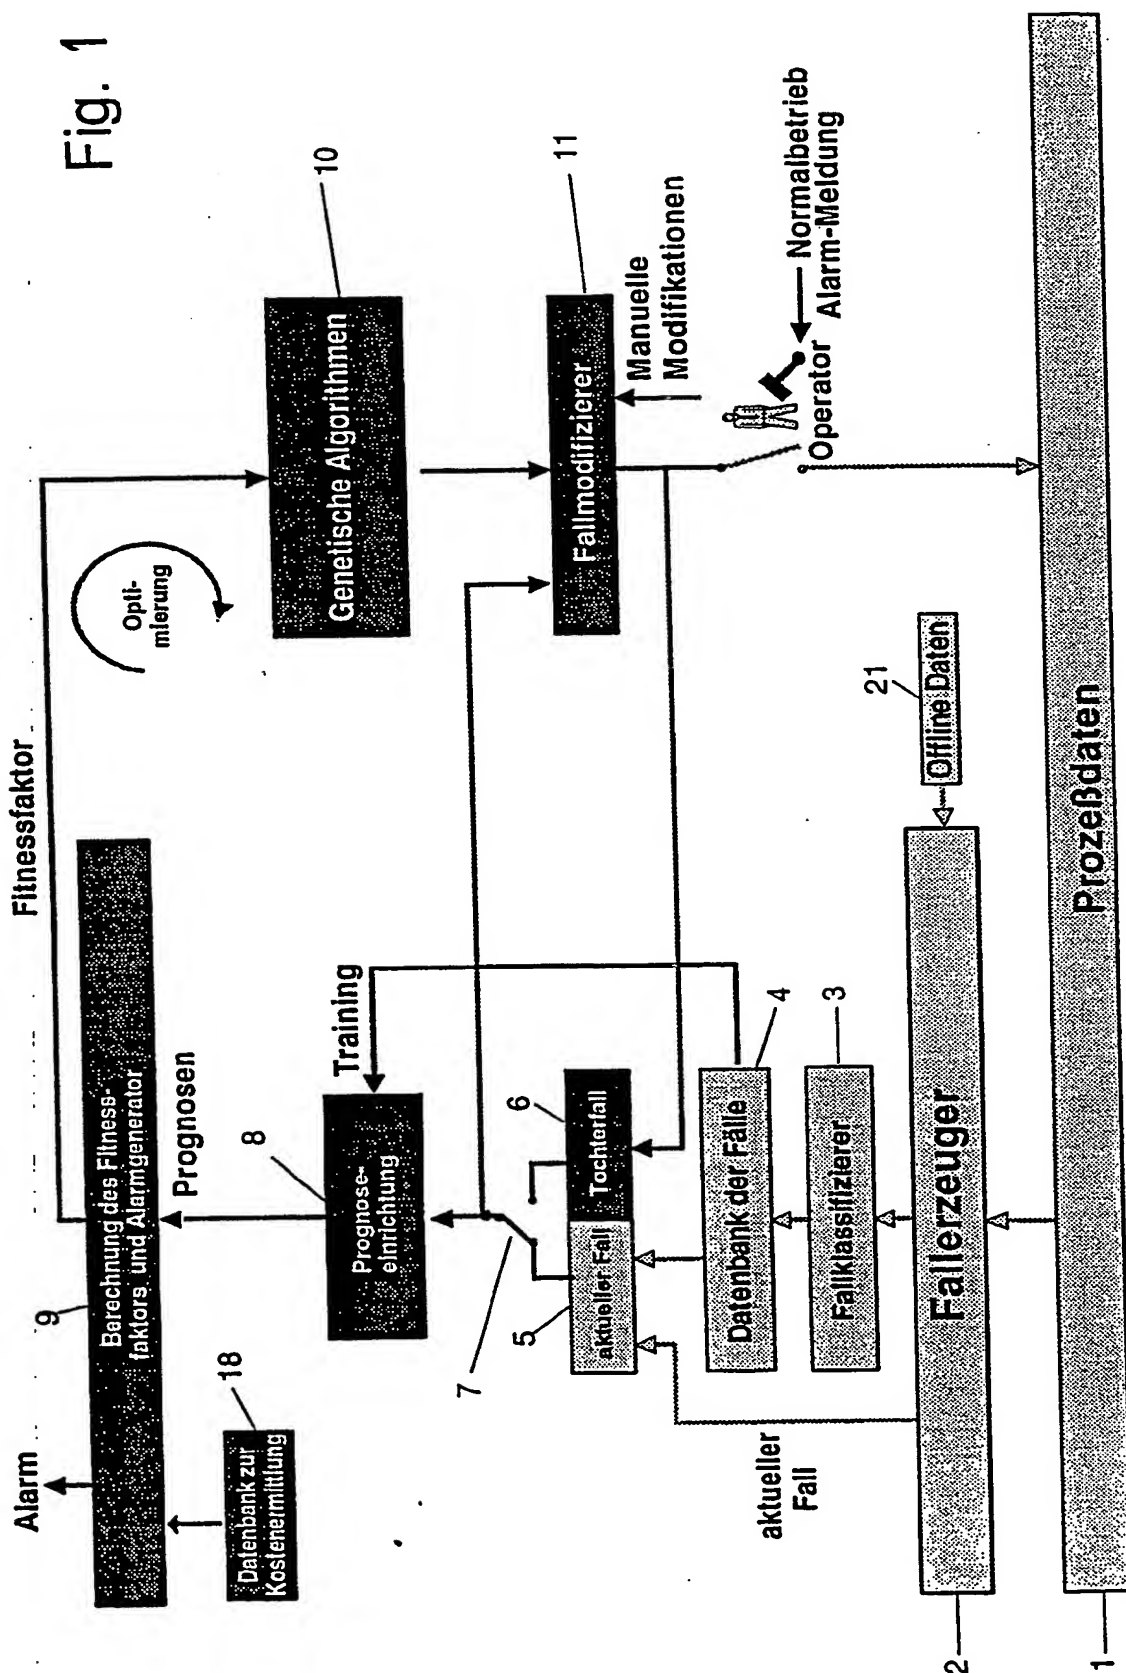 Fig. 1
Alarm
Fitnessfaktor
9
Berechnung des Fitness-
faktors und Alarmgenerator
Opti-
mierung
18
Datenbank zur
Kostenermittlung
Prognosen
8
Prognose-
einrichtung
Training
10
Genetische Algorithmen
7
5
aktueller Fall
6
Tochterfall
11
Fallmodifizierer
Manuelle
Modifikationen
4
Datenbank der Fälle
3
Fallklassifizierer
Operator
Normalbetrieb
Alarm-Meldung
aktueller
Fall
21
Offline Daten
2
Fallerzeuger
1
Prozeßdaten